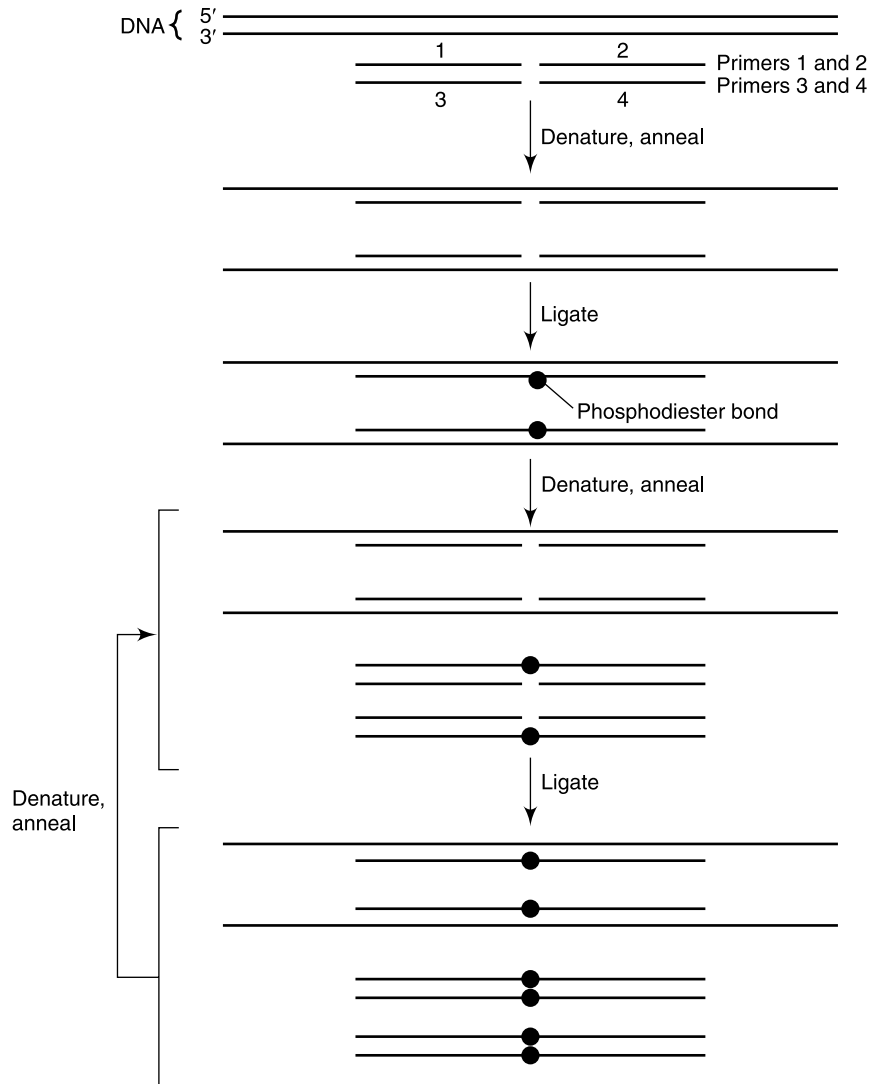 DNA { 5′
3′
1 2
Primers 1 and 2
Primers 3 and 4
3 4
Denature, anneal
Ligate
Phosphodiester bond
Denature, anneal
Ligate
Denature,
anneal